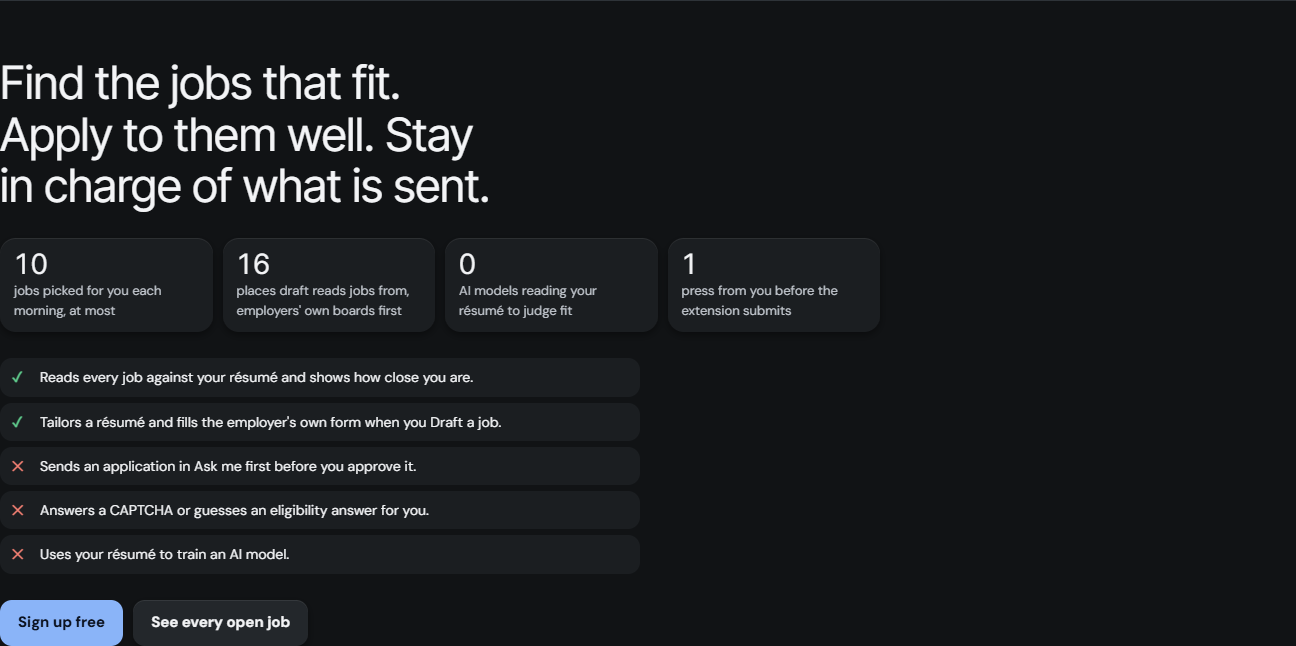 Find the jobs that fit.
Apply to them well. Stay
in charge of what is sent.
10
jobs picked for you each
morning, at most
16
places draft reads jobs from,
employers' own boards first
0
AI models reading your
résumé to judge fit
1
press from you before the
extension submits
✓ Reads every job against your résumé and shows how close you are.
✓ Tailors a résumé and fills the employer's own form when you Draft a job.
✕ Sends an application in Ask me first before you approve it.
✕ Answers a CAPTCHA or guesses an eligibility answer for you.
✕ Uses your résumé to train an AI model.
Sign up free
See every open job